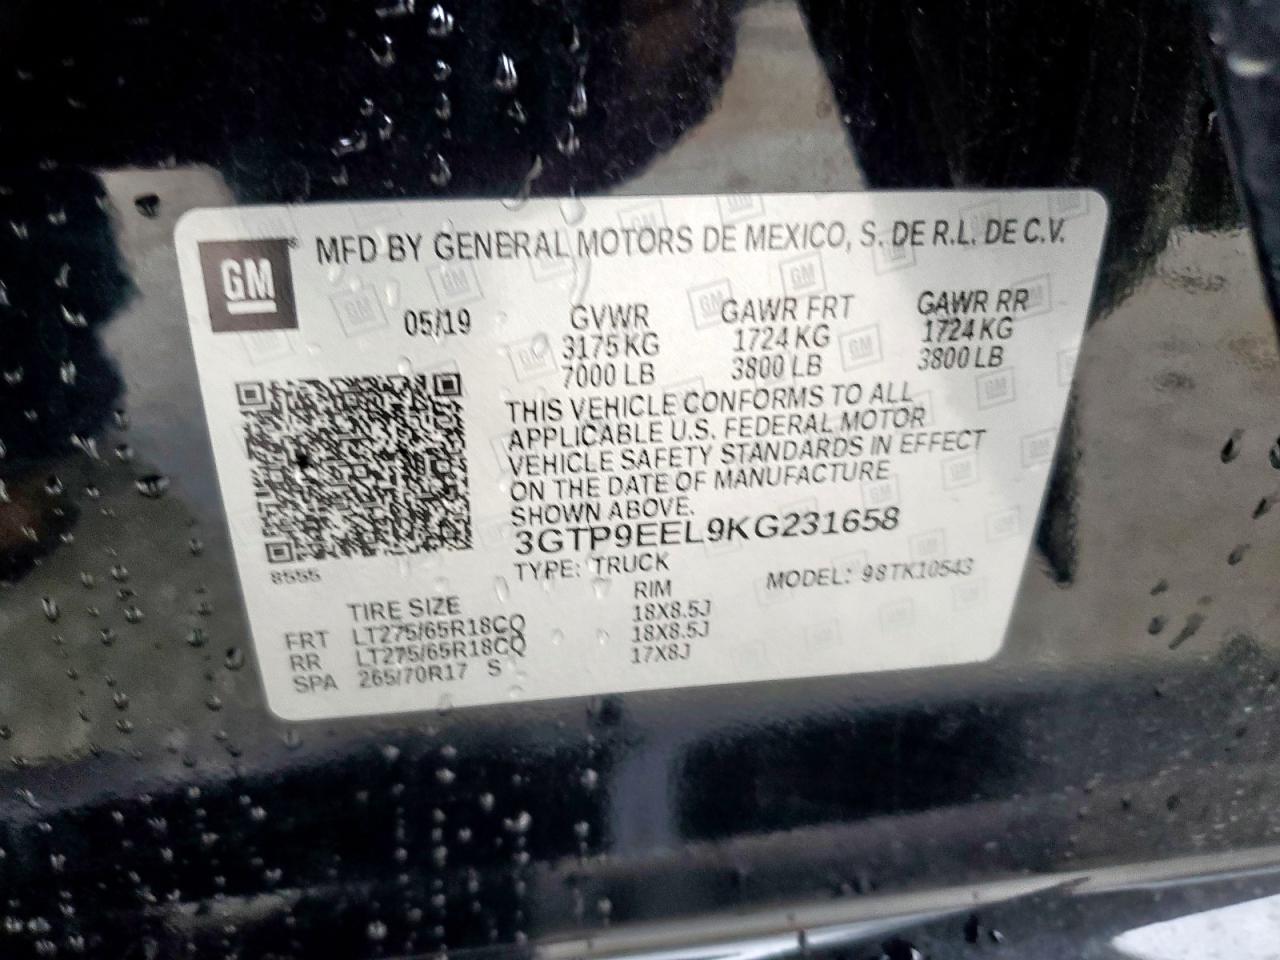 GM
MFD BY GENERAL MOTORS DE MEXICO, S. DE R.L. DE C.V.
05/19 GVWR GAWR FRT GAWR RR
3175 KG 1724 KG 1724 KG
7000 LB 3800 LB 3800 LB
THIS VEHICLE CONFORMS TO ALL
APPLICABLE U.S. FEDERAL MOTOR
VEHICLE SAFETY STANDARDS IN EFFECT
ON THE DATE OF MANUFACTURE
SHOWN ABOVE.
3GTP9EEL9KG231658
8555
TYPE: TRUCK MODEL: 98TK10543
TIRE SIZE RIM
FRT LT275/65R18CQ 18X8.5J
RR LT275/65R18CQ 18X8.5J
SPA 265/70R17 S 17X8J